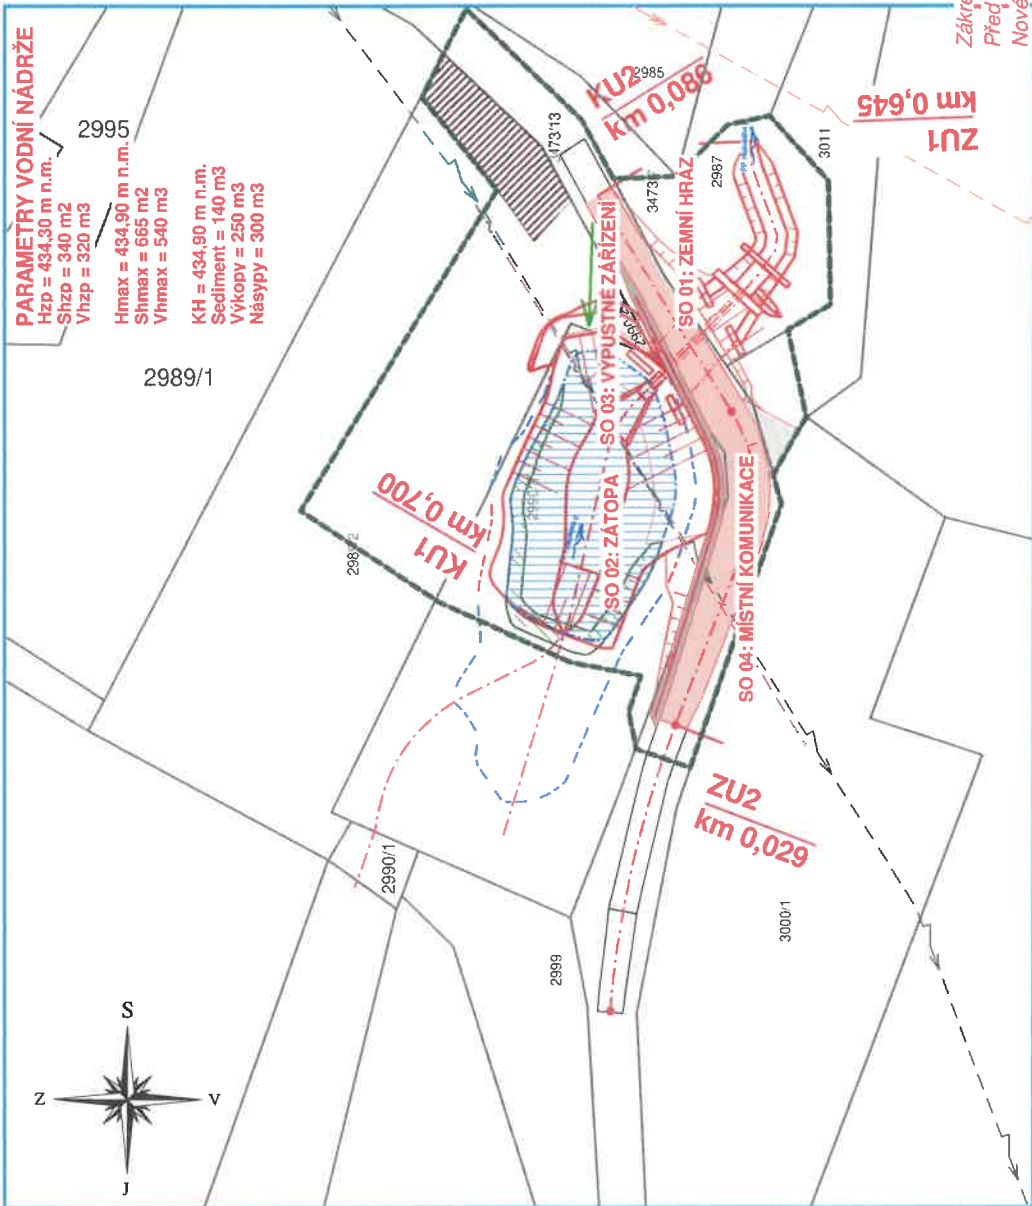 PARAMETRY VODNÍ NÁDRŽE
Hzp = 434,30 m n.m.
Shzp = 340 m2
Vhzp = 320 m3
Hmax = 434,90 m n.m.
Shmax = 665 m2
Vhmax = 540 m3
KH = 434,90 m n.m.
Sediment = 140 m3
Výkopy = 250 m3
Násypy = 300 m3
2995
2989/1
Zákre
Před
Nové
KU2
km 0,086
2985
ZU1
km 0,645
3011
2987
3473
473'13
SO 01: ZEMNÍ HRÁZ
SO 03: VÝPUSTNÉ ZAŘÍZENÍ
SO 02: ZÁTOPA
SO 04: MÍSTNÍ KOMUNIKACE
KU1
km 0,700
ZU2
km 0,029
2990/1
2999
3000/1
S
Z
V
J